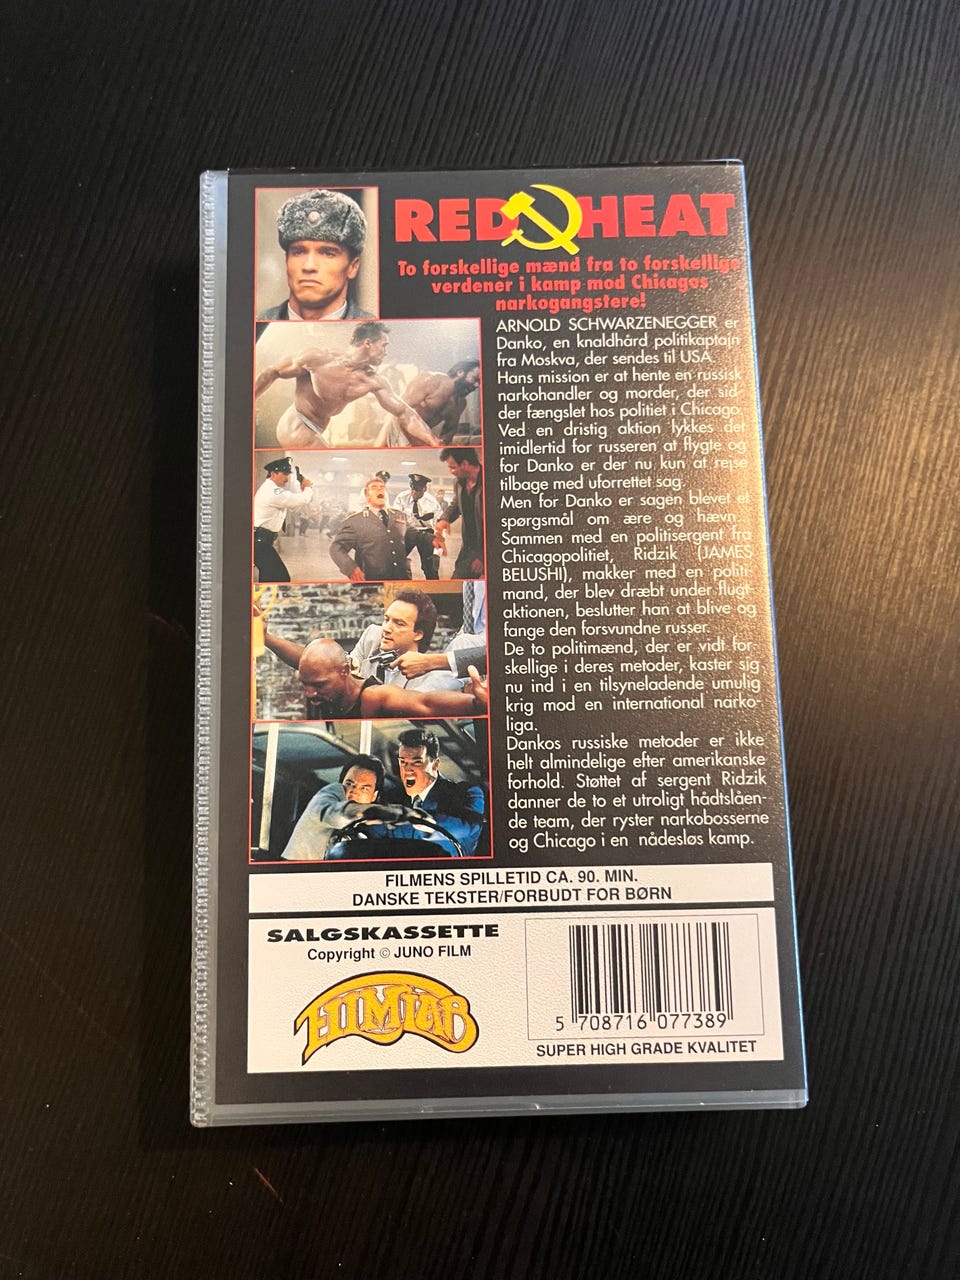 RED HEAT
To forskellige mænd fra to forskellige
verdener i kamp mod Chicagos
narkogangstere!
ARNOLD SCHWARZENEGGER er
Danko, en knaldhård politikaptajn
fra Moskva, der sendes til USA.
Hans mission er at hente en russisk
narkohandler og morder, der sid-
der fængslet hos politiet i Chicago.
Ved en dristig aktion lykkes det
imidlertid for russeren at flygte og
for Danko er der nu kun at rejse
tilbage med uforrettet sag.
Men for Danko er sagen blevet et
spørgsmål om ære og hævn.
Sammen med en politisergent fra
Chicagopolitiet, Ridzik (JAMES
BELUSHI), makker med en politi-
mand, der blev dræbt under flugt-
aktionen, beslutter han at blive og
fange den forsvundne russer.
De to politimænd, der er vidt for-
skellige i deres metoder, kaster sig
nu ind i en tilsyneladende umulig
krig mod en international narko-
liga.
Dankos russiske metoder er ikke
helt almindelige efter amerikanske
forhold. Støttet af sergent Ridzik
danner de to et utroligt hådtslåen-
de team, der ryster narkobosserne
og Chicago i en nådesløs kamp.
FILMENS SPILLETID CA. 90. MIN.
DANSKE TEKSTER/FORBUDT FOR BØRN
SALGSKASSETTE
Copyright © JUNO FILM
FILMLAB
5 708716 077389
SUPER HIGH GRADE KVALITET